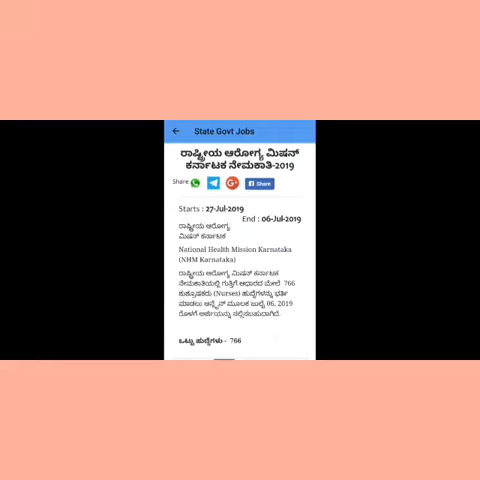 State Govt Jobs
ರಾಷ್ಟ್ರೀಯ ಆರೋಗ್ಯ ಮಿಷನ್
ಕರ್ನಾಟಕ ನೇಮಕಾತಿ-2019
Share
Share
Starts : 27-Jul-2019
End : 06-Jul-2019
ರಾಷ್ಟ್ರೀಯ ಆರೋಗ್ಯ
ಮಿಷನ್ ಕರ್ನಾಟಕ
National Health Mission Karnataka
(NHM Karnataka)
ರಾಷ್ಟ್ರೀಯ ಆರೋಗ್ಯ ಮಿಷನ್ ಕರ್ನಾಟಕ
ನೇಮಕಾತಿಯಲ್ಲಿ ಗುತ್ತಿಗೆ ಆಧಾರದ ಮೇಲೆ 766
ಶುಶ್ರೂಷಕರು (Nurses) ಹುದ್ದೆಗಳನ್ನು ಭರ್ತಿ
ಮಾಡಲು ಆನ್ಲೈನ್ ಮೂಲಕ ಜುಲೈ 06, 2019
ರೊಳಗೆ ಅರ್ಜಿಯನ್ನು ಸಲ್ಲಿಸಬಹುದಾಗಿದೆ.
ಒಟ್ಟು ಹುದ್ದೆಗಳು - 766